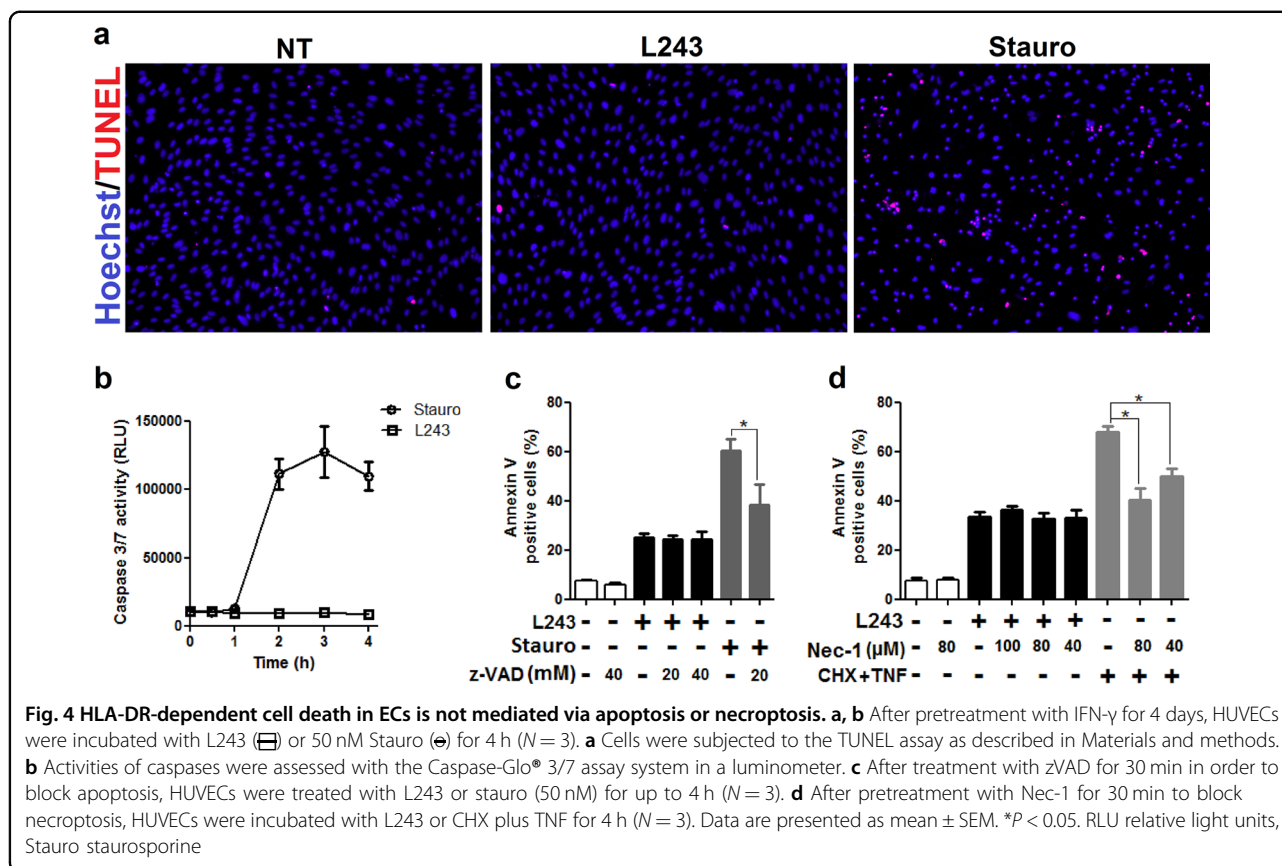 a
NT
L243
Stauro
Hoechst/TUNEL
b
Stauro
L243
Caspase 3/7 activity (RLU)
150000
100000
50000
0
0 1 2 3 4
Time (h)
c
Annexin V
positive cells (%)
80
60
40
20
0
*
L243 - - + + + - -
Stauro - - - - - + +
z-VAD (mM) - 40 - 20 40 - 20
d
Annexin V
positive cells (%)
80
60
40
20
0
* *
L243 - - + + + + - - -
Nec-1 (µM) - 80 - 100 80 40 - 80 40
CHX+TNF - - - - - - + + +
Fig. 4 HLA-DR-dependent cell death in ECs is not mediated via apoptosis or necroptosis. a, b After pretreatment with IFN-γ for 4 days, HUVECs
were incubated with L243 () or 50 nM Stauro () for 4 h (N = 3). a Cells were subjected to the TUNEL assay as described in Materials and methods.
b Activities of caspases were assessed with the Caspase-Glo® 3/7 assay system in a luminometer. c After treatment with zVAD for 30 min in order to
block apoptosis, HUVECs were treated with L243 or stauro (50 nM) for up to 4 h (N = 3). d After pretreatment with Nec-1 for 30 min to block
necroptosis, HUVECs were incubated with L243 or CHX plus TNF for 4 h (N = 3). Data are presented as mean ± SEM. *P < 0.05. RLU relative light units,
Stauro staurosporine